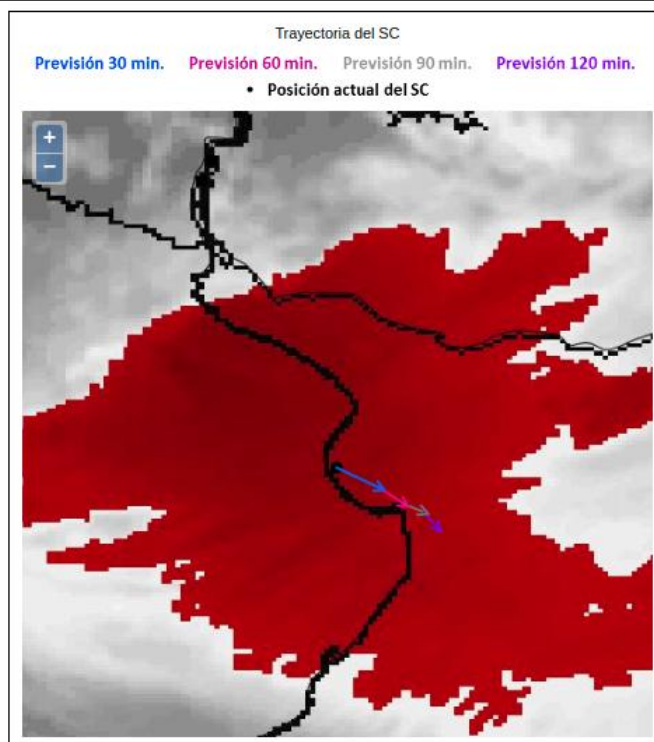 Trayectoria del SC
Previsión 30 min. Previsión 60 min. Previsión 90 min. Previsión 120 min.
• Posición actual del SC
+
−